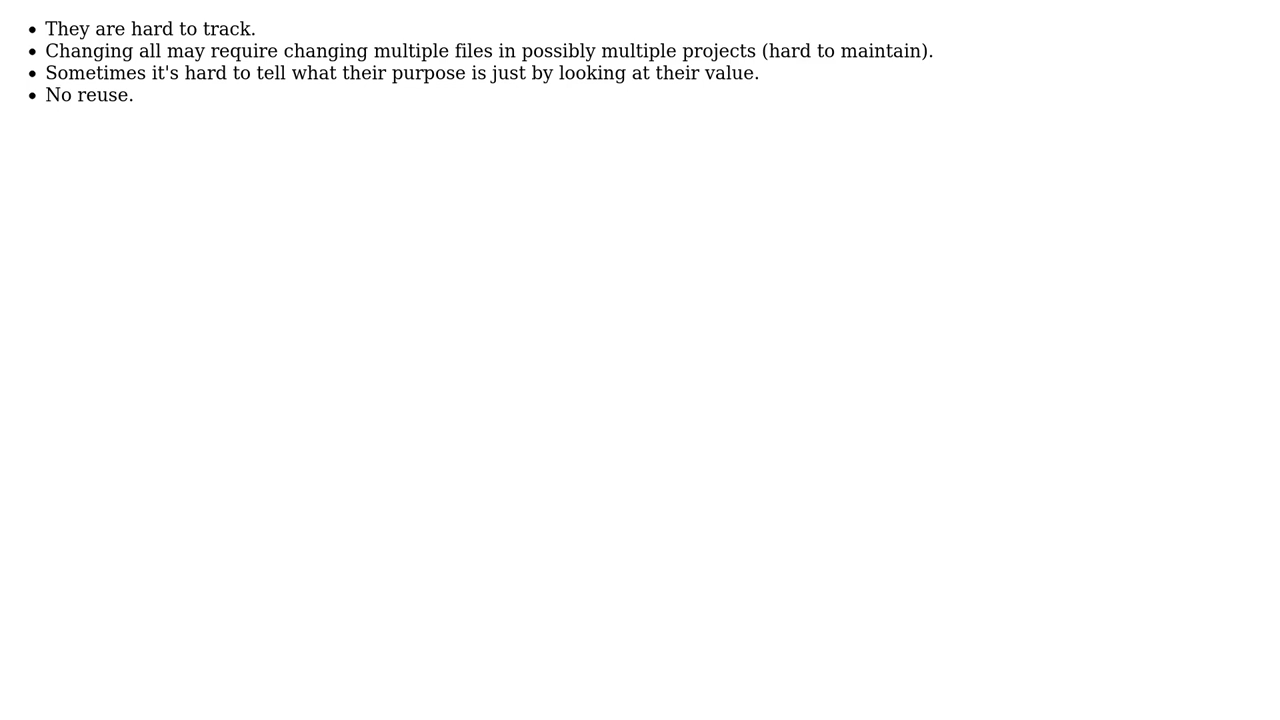 • They are hard to track.
• Changing all may require changing multiple files in possibly multiple projects (hard to maintain).
• Sometimes it's hard to tell what their purpose is just by looking at their value.
• No reuse.